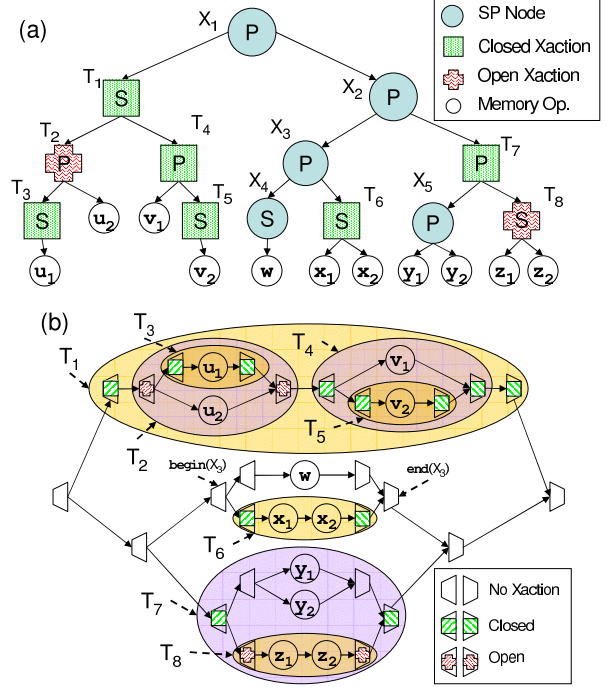 (a)
X1
P
SP Node
Closed Xaction
Open Xaction
Memory Op.
T1
S
X2
P
T2
P
T4
P
X3
P
T7
P
T3
S
u2
v1
T5
S
X4
S
T6
S
X5
P
T8
S
u1
v2
w
x1
x2
y1
y2
z1
z2
(b)
T3
T1
u1
u2
T2
T4
v1
v2
T5
begin(X3)
w
end(X3)
x1
x2
T6
y1
y2
T7
T8
z1
z2
No Xaction
Closed
Open